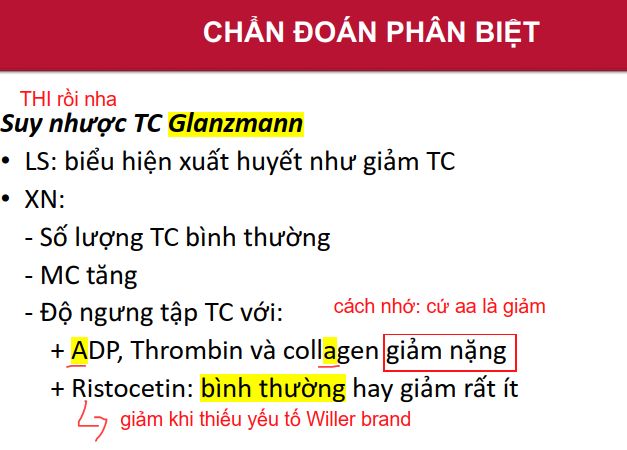 CHẨN ĐOÁN PHÂN BIỆT
THI rồi nha
Suy nhược TC Glanzmann
• LS: biểu hiện xuất huyết như giảm TC
• XN:
- Số lượng TC bình thường
- MC tăng
- Độ ngưng tập TC với:
cách nhớ: cứ aa là giảm
+ ADP, Thrombin và collagen giảm nặng
+ Ristocetin: bình thường hay giảm rất ít
giảm khi thiếu yếu tố Willer brand